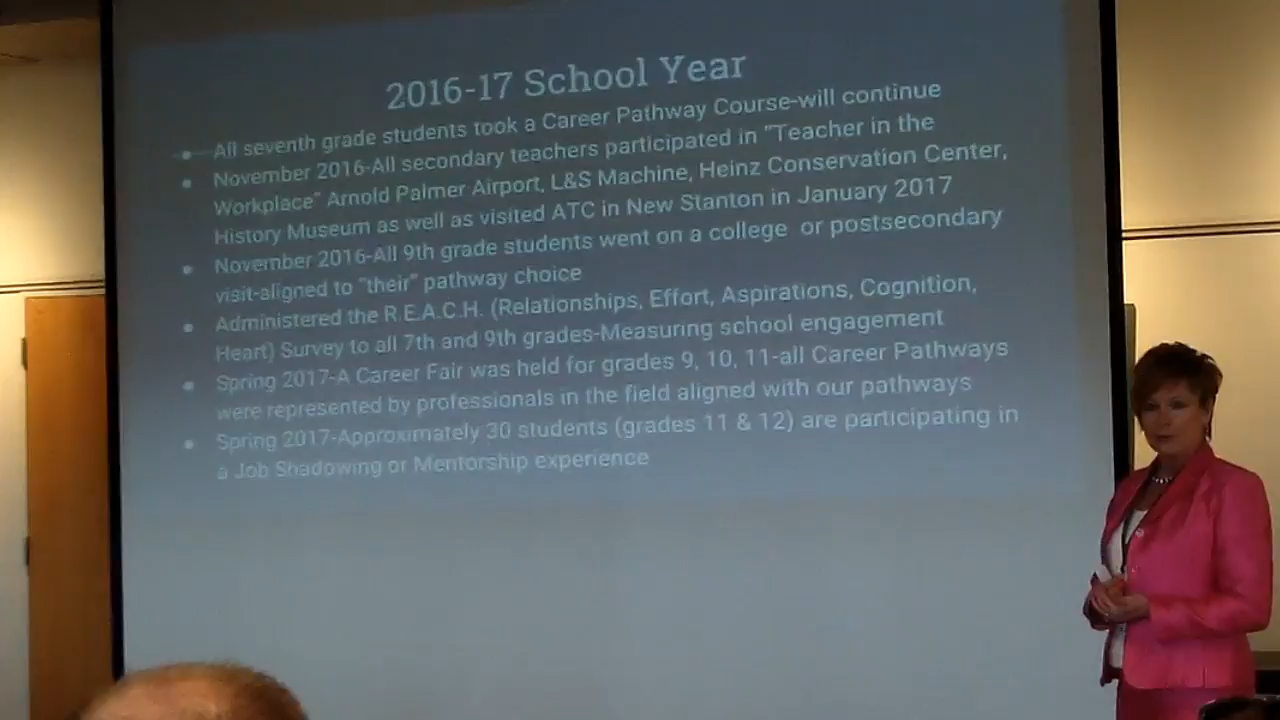 2016-17 School Year
All seventh grade students took a Career Pathway Course-will continue
November 2016-All secondary teachers participated in "Teacher in the
Workplace" Arnold Palmer Airport, L&S Machine, Heinz Conservation Center,
History Museum as well as visited ATC in New Stanton in January 2017
November 2016-All 9th grade students went on a college or postsecondary
visit-aligned to "their" pathway choice
Administered the R.E.A.C.H. (Relationships, Effort, Aspirations, Cognition,
Heart) Survey to all 7th and 9th grades-Measuring school engagement
Spring 2017-A Career Fair was held for grades 9, 10, 11-all Career Pathways
were represented by professionals in the field aligned with our pathways
Spring 2017-Approximately 30 students (grades 11 & 12) are participating in
a Job Shadowing or Mentorship experience